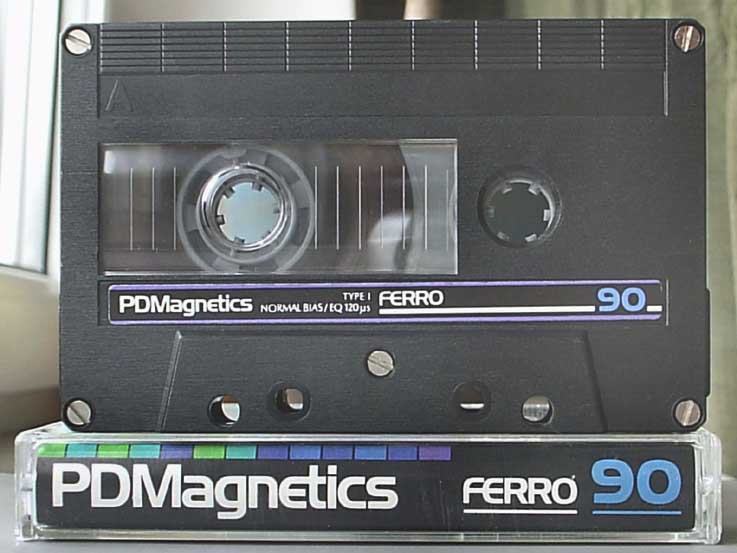 A
PDMagnetics TYPE I NORMAL BIAS/EQ 120 µs FERRO 90
PDMagnetics FERRO 90